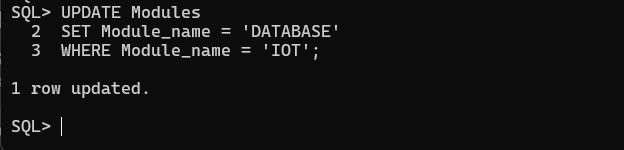 SQL> UPDATE Modules
  2  SET Module_name = 'DATABASE'
  3  WHERE Module_name = 'IOT';
1 row updated.
SQL>